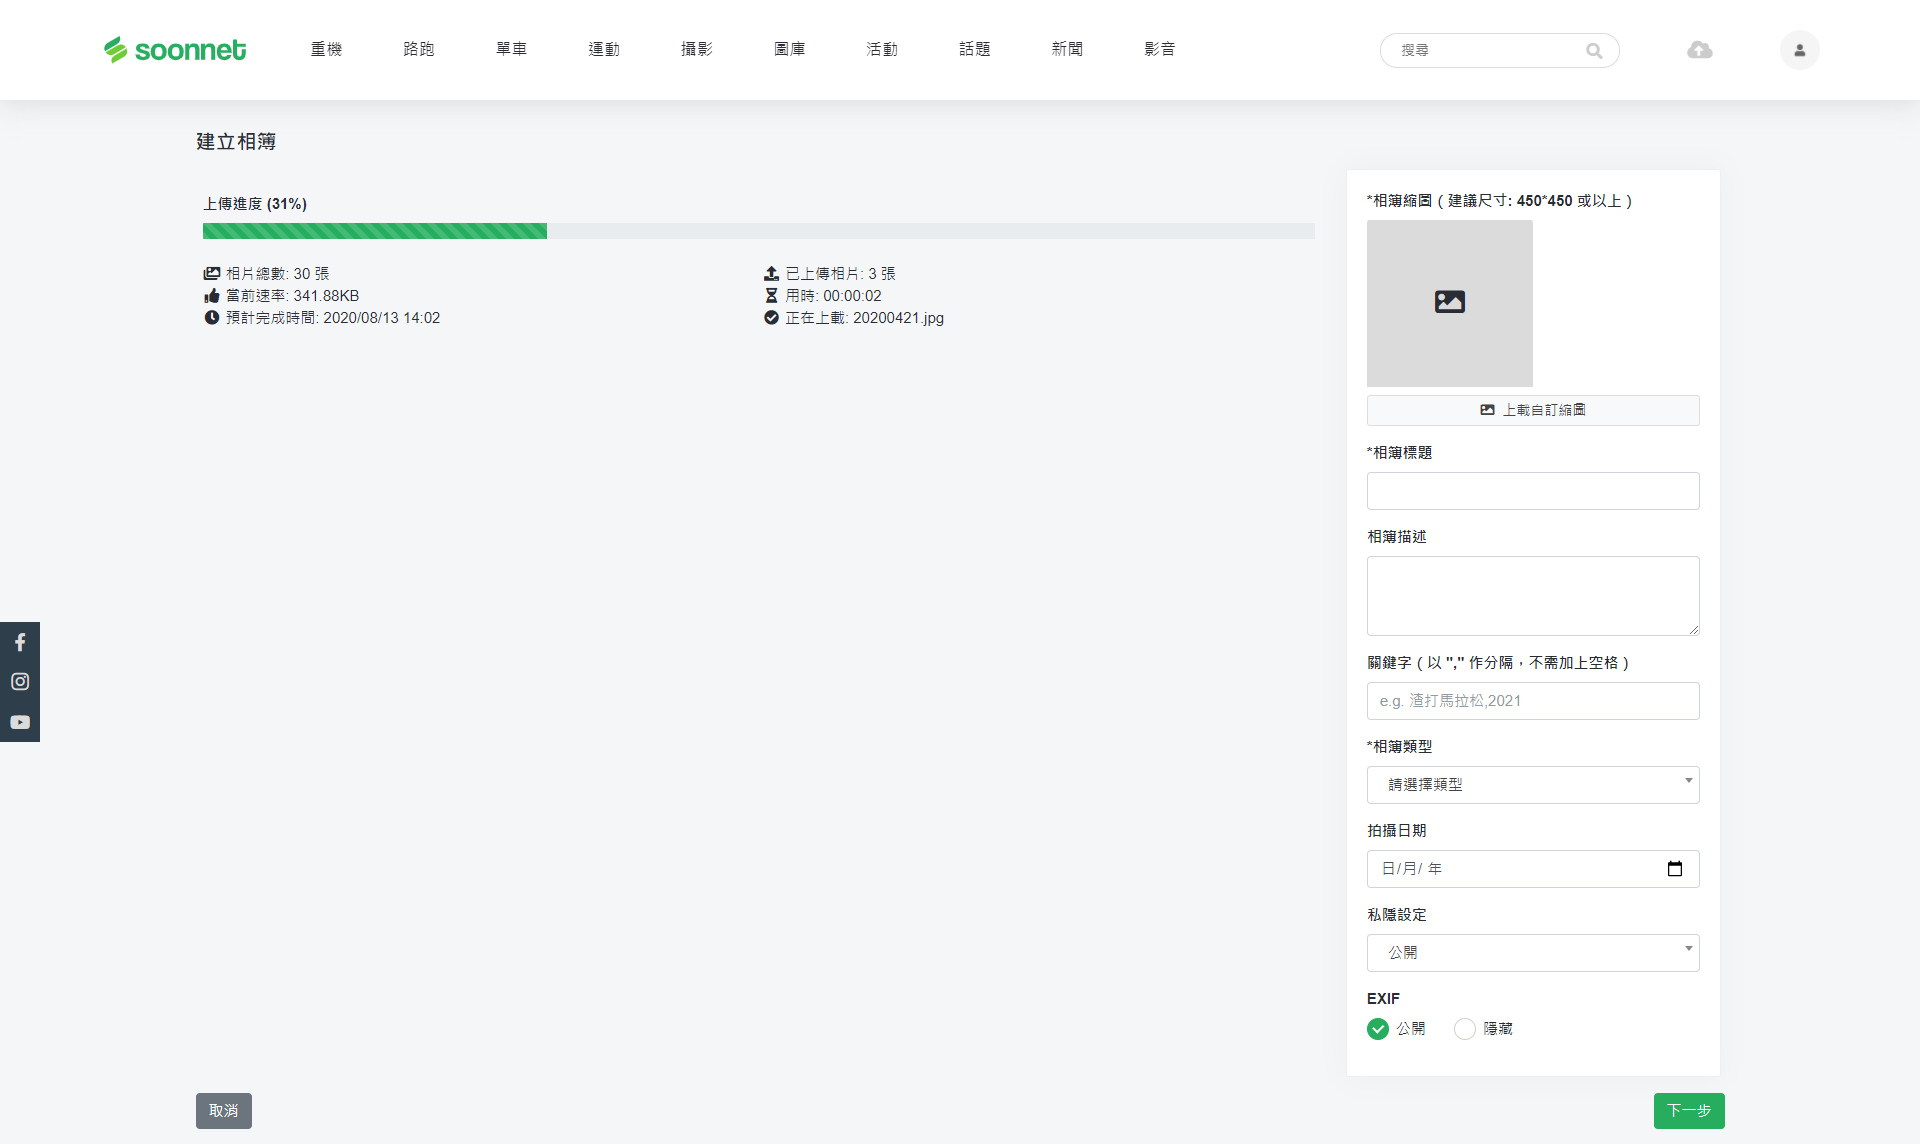 soonnet
重機
路跑
單車
運動
攝影
圖庫
活動
話題
新聞
影音
搜尋
建立相簿
上傳進度 (31%)
相片總數: 30 張
已上傳相片: 3 張
當前速率: 341.88KB
用時: 00:00:02
預計完成時間: 2020/08/13 14:02
正在上載: 20200421.jpg
*相簿縮圖 ( 建議尺寸: 450*450 或以上 )
上載自訂縮圖
*相簿標題
相簿描述
關鍵字 ( 以 "," 作分隔，不需加上空格 )
e.g. 渣打馬拉松,2021
*相簿類型
請選擇類型
拍攝日期
日/月/ 年
私隱設定
公開
EXIF
公開
隱藏
取消
下一步